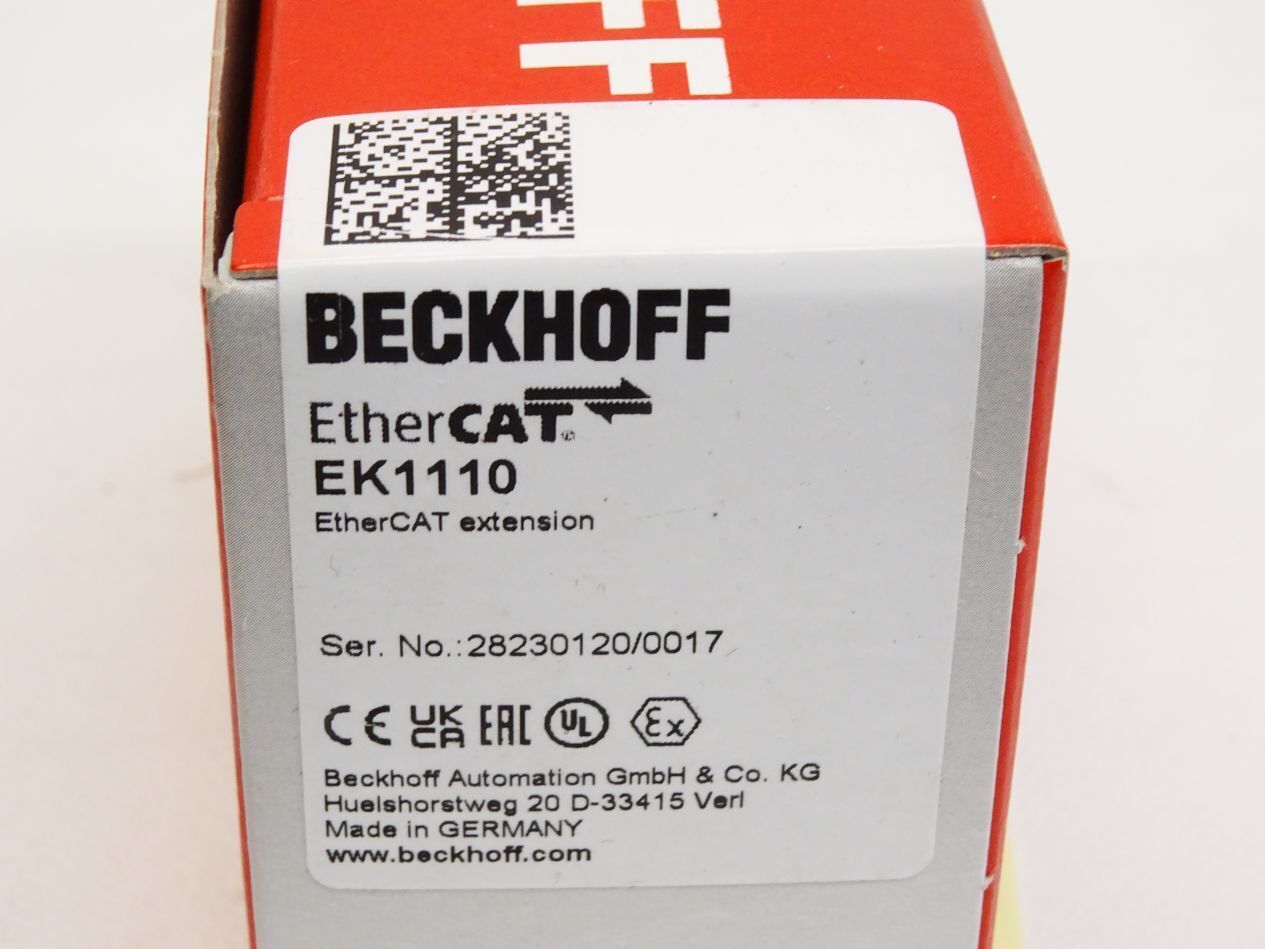 FF
BECKHOFF
EtherCAT®
EK1110
EtherCAT extension
Ser. No.:28230120/0017
CE UK CA EAC UL Ex
Beckhoff Automation GmbH & Co. KG
Huelshorstweg 20 D-33415 Verl
Made in GERMANY
www.beckhoff.com